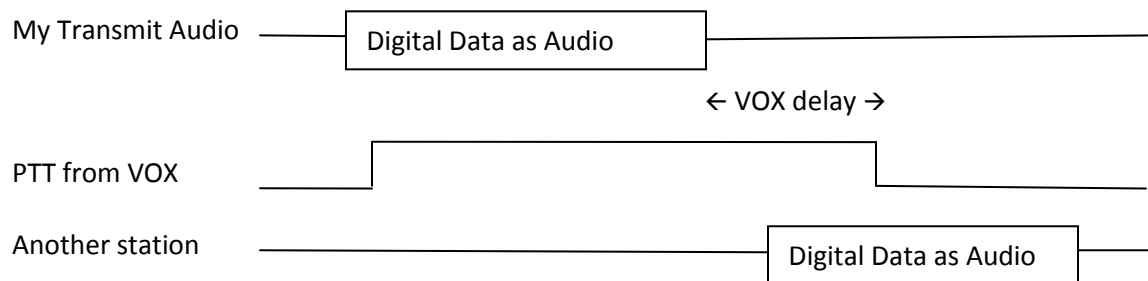 My Transmit Audio
Digital Data as Audio
← VOX delay →
PTT from VOX
Another station
Digital Data as Audio